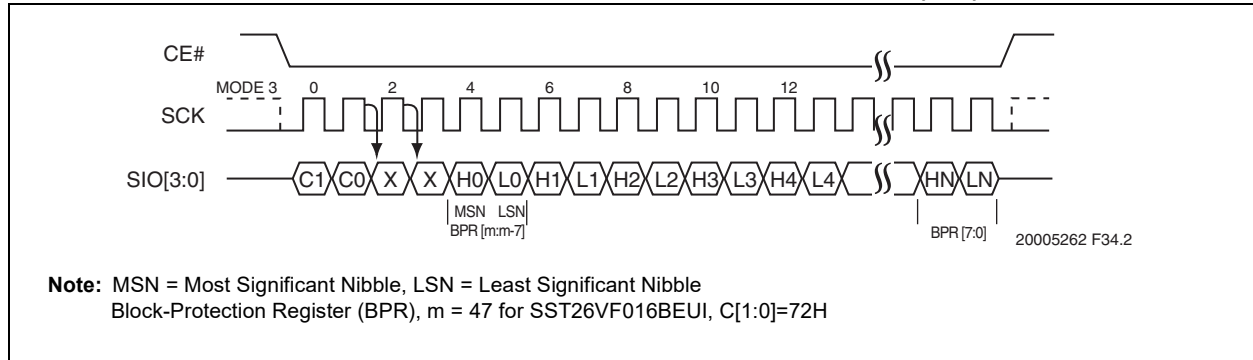 CE#
MODE 3 0 2 4 6 8 10 12
SCK
SIO[3:0] C1 C0 X X H0 L0 H1 L1 H2 L2 H3 L3 H4 L4 HN LN
MSN LSN
BPR [m:m-7]
BPR [7:0]
20005262 F34.2
Note: MSN = Most Significant Nibble, LSN = Least Significant Nibble
Block-Protection Register (BPR), m = 47 for SST26VF016BEUI, C[1:0]=72H